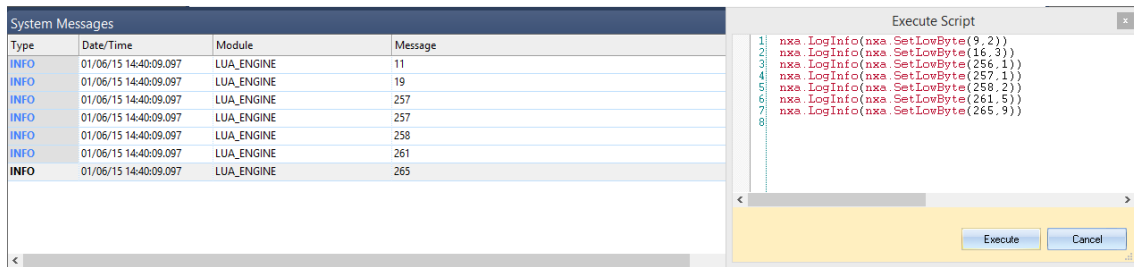 System Messages
Type Date/Time Module Message
INFO 01/06/15 14:40:09.097 LUA_ENGINE 11
INFO 01/06/15 14:40:09.097 LUA_ENGINE 19
INFO 01/06/15 14:40:09.097 LUA_ENGINE 257
INFO 01/06/15 14:40:09.097 LUA_ENGINE 257
INFO 01/06/15 14:40:09.097 LUA_ENGINE 258
INFO 01/06/15 14:40:09.097 LUA_ENGINE 261
INFO 01/06/15 14:40:09.097 LUA_ENGINE 265
Execute Script x
1 nxa.LogInfo(nxa.SetLowByte(9,2))
2 nxa.LogInfo(nxa.SetLowByte(16,3))
3 nxa.LogInfo(nxa.SetLowByte(256,1))
4 nxa.LogInfo(nxa.SetLowByte(257,1))
5 nxa.LogInfo(nxa.SetLowByte(258,2))
6 nxa.LogInfo(nxa.SetLowByte(261,5))
7 nxa.LogInfo(nxa.SetLowByte(265,9))
8
Execute Cancel